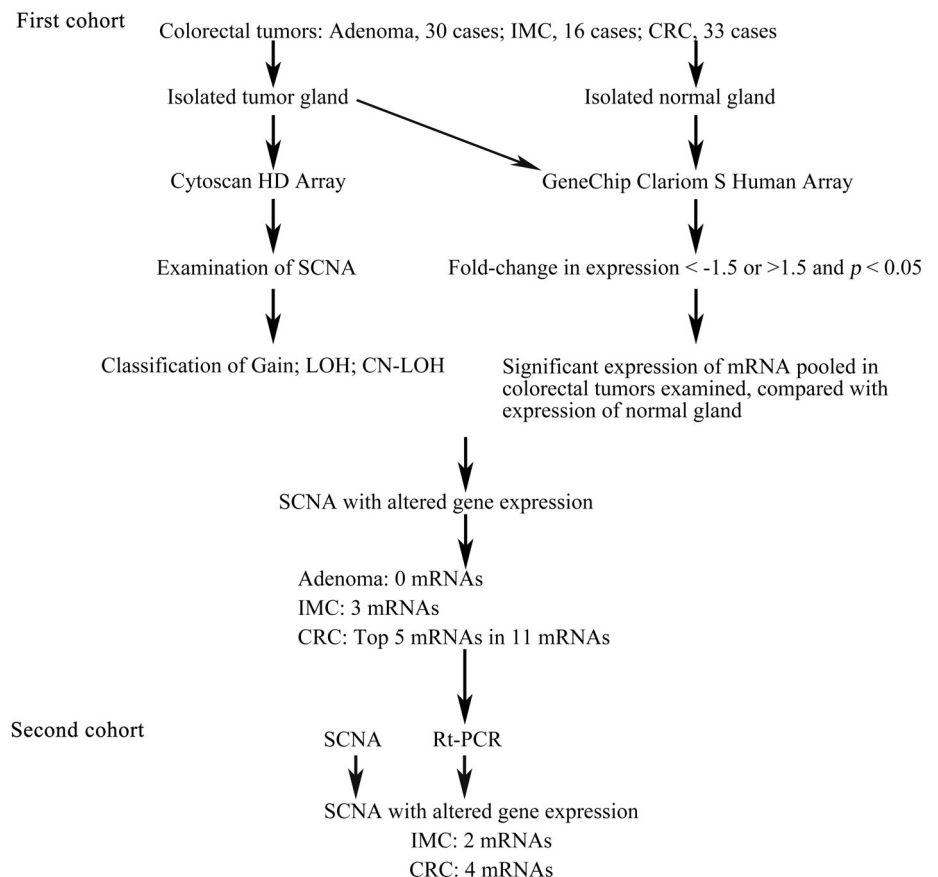 First cohort
Colorectal tumors: Adenoma, 30 cases; IMC, 16 cases; CRC, 33 cases
Isolated tumor gland
Isolated normal gland
Cytoscan HD Array
GeneChip Clariom S Human Array
Examination of SCNA
Fold-change in expression < -1.5 or >1.5 and p < 0.05
Classification of Gain; LOH; CN-LOH
Significant expression of mRNA pooled in
colorectal tumors examined, compared with
expression of normal gland
SCNA with altered gene expression
Adenoma: 0 mRNAs
IMC: 3 mRNAs
CRC: Top 5 mRNAs in 11 mRNAs
Second cohort
SCNA
Rt-PCR
SCNA with altered gene expression
IMC: 2 mRNAs
CRC: 4 mRNAs